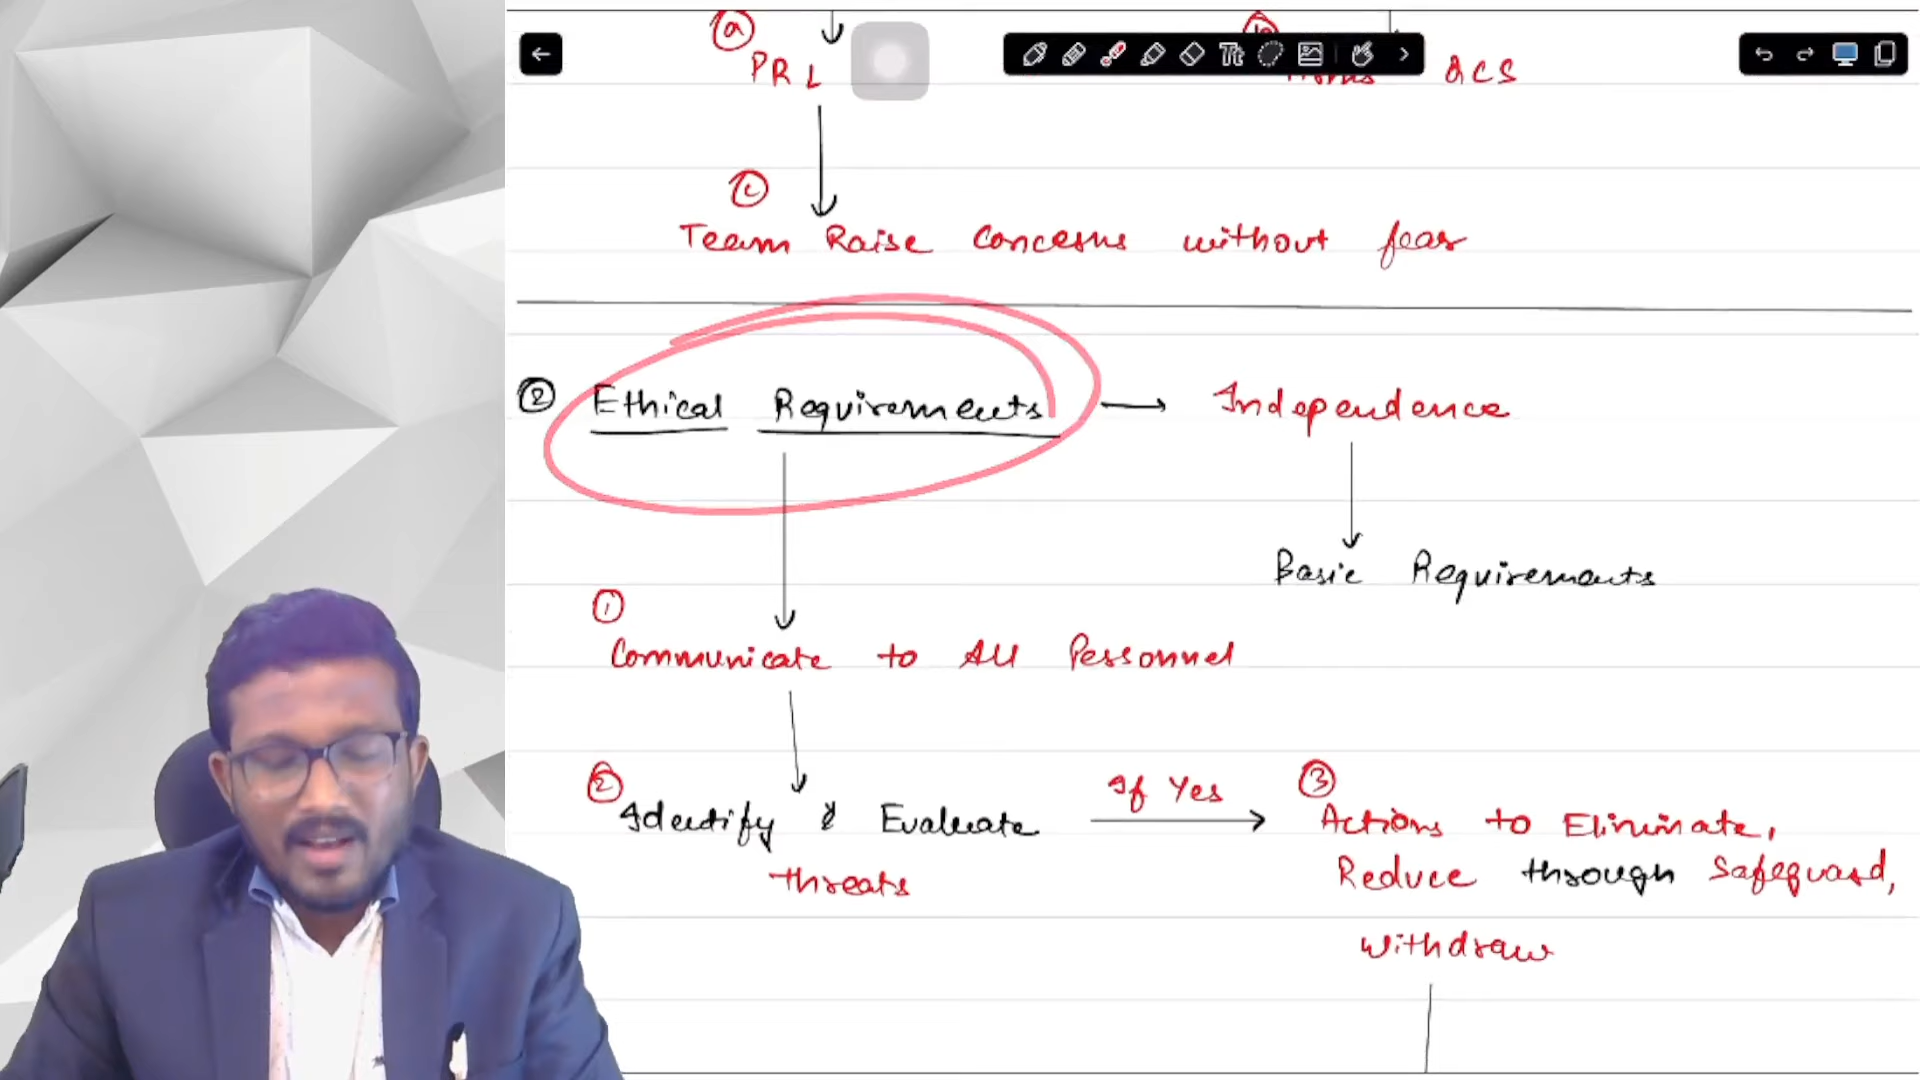 a
PRL
QCS
c
Team Raise Concerns without fear
2 Ethical Requirements → Independence
Basic Requirements
1
Communicate to All Personnel
2 If Yes 3
Identify & Evaluate → Actions to Eliminate,
threats Reduce through Safeguard,
withdraw